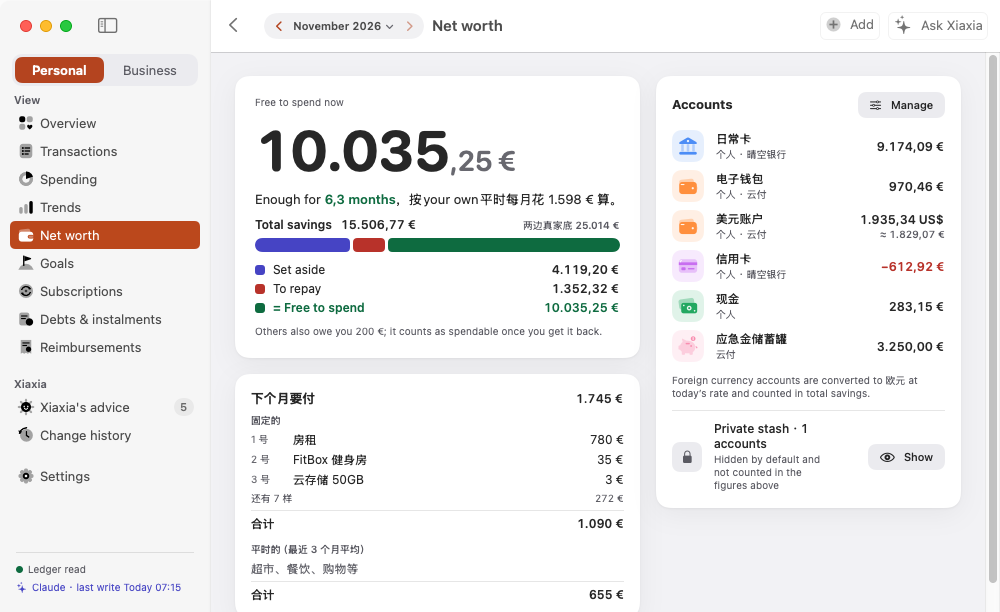 Personal
Business
View
Overview
Transactions
Spending
Trends
Net worth
Goals
Subscriptions
Debts & instalments
Reimbursements
Xiaxia
Xiaxia's advice 5
Change history
Settings
Ledger read
Claude · last write Today 07:15
November 2026
Net worth
Add
Ask Xiaxia
Free to spend now
10.035,25 €
Enough for 6,3 months, 按your own平时每月花 1.598 € 算。
Total savings 15.506,77 € 两边真家底 25.014 €
Set aside 4.119,20 €
To repay 1.352,32 €
= Free to spend 10.035,25 €
Others also owe you 200 €; it counts as spendable once you get it back.
下个月要付 1.745 €
固定的
1 号 房租 780 €
2 号 FitBox 健身房 35 €
3 号 云存储 50GB 3 €
还有 7 样 272 €
合计 1.090 €
平时的 (最近 3 个月平均)
超市、餐饮、购物等
合计 655 €
Accounts
Manage
日常卡 9.174,09 €
个人 · 晴空银行
电子钱包 970,46 €
个人 · 云付
美元账户 1.935,34 US$
个人 · 云付 ≈ 1.829,07 €
信用卡 −612,92 €
个人 · 晴空银行
现金 283,15 €
个人
应急金储蓄罐 3.250,00 €
云付
Foreign currency accounts are converted to 欧元 at
today's rate and counted in total savings.
Private stash · 1
accounts
Hidden by default and
not counted in the
figures above
Show